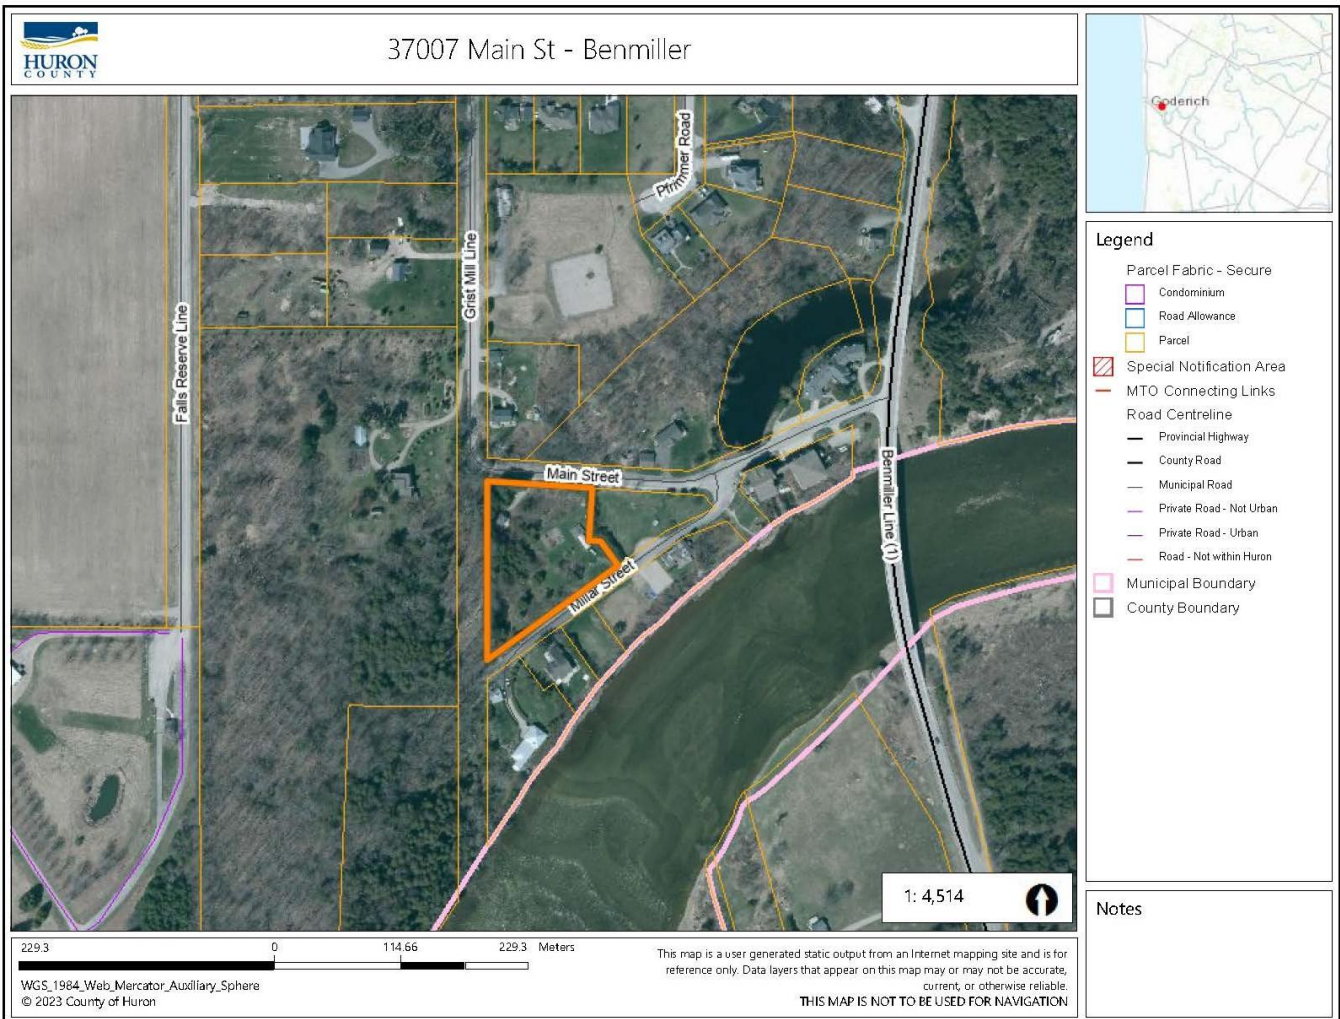 HURON
COUNTY
37007 Main St - Benmiller
Goderich
Pfrimmer Road
Grist Mill Line
Falls Reserve Line
Main Street
Millar Street
Benmiller Line (1)
1: 4,514
Legend
Parcel Fabric - Secure
Condominium
Road Allowance
Parcel
Special Notification Area
MTO Connecting Links
Road Centreline
Provincial Highway
County Road
Municipal Road
Private Road - Not Urban
Private Road - Urban
Road - Not within Huron
Municipal Boundary
County Boundary
Notes
229.3 0 114.66 229.3 Meters
WGS_1984_Web_Mercator_Auxiliary_Sphere
© 2023 County of Huron
This map is a user generated static output from an Internet mapping site and is for
reference only. Data layers that appear on this map may or may not be accurate,
current, or otherwise reliable.
THIS MAP IS NOT TO BE USED FOR NAVIGATION